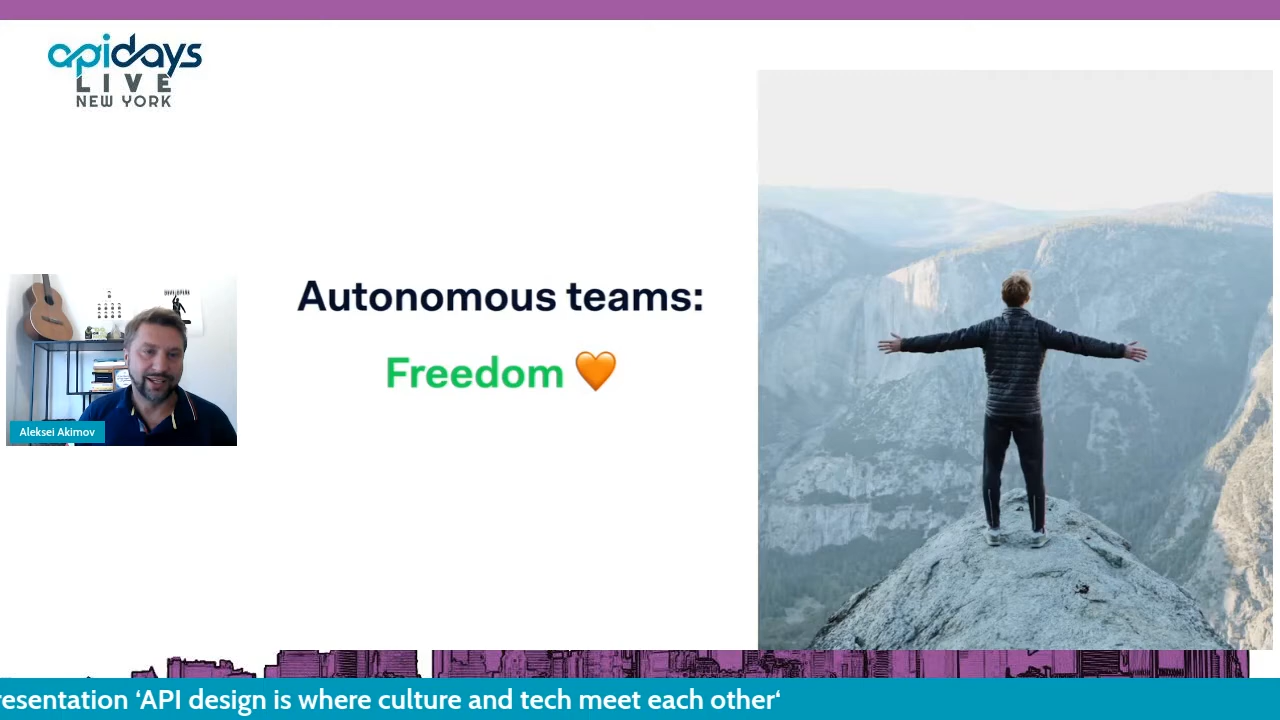 apidays
LIVE
NEW YORK
DEVELOPERS
Autonomous teams:
Freedom 🧡
Aleksei Akimov
resentation ‘API design is where culture and tech meet each other‘